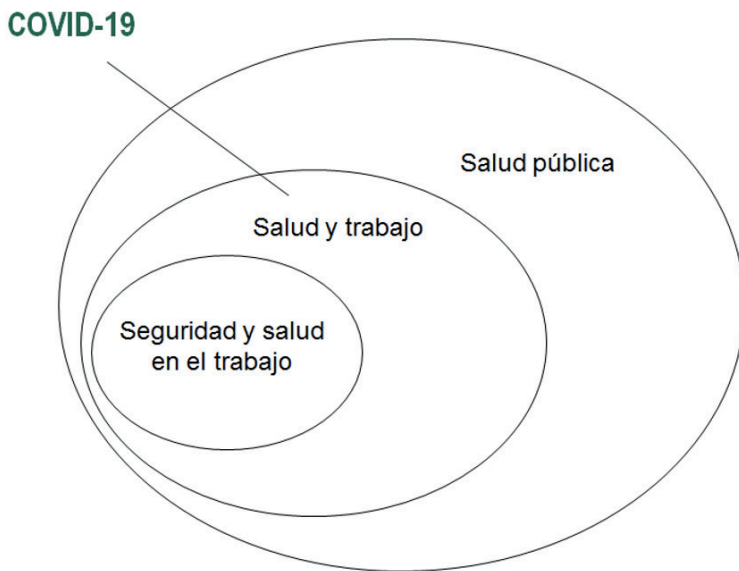 COVID-19
Salud pública
Salud y trabajo
Seguridad y salud
en el trabajo